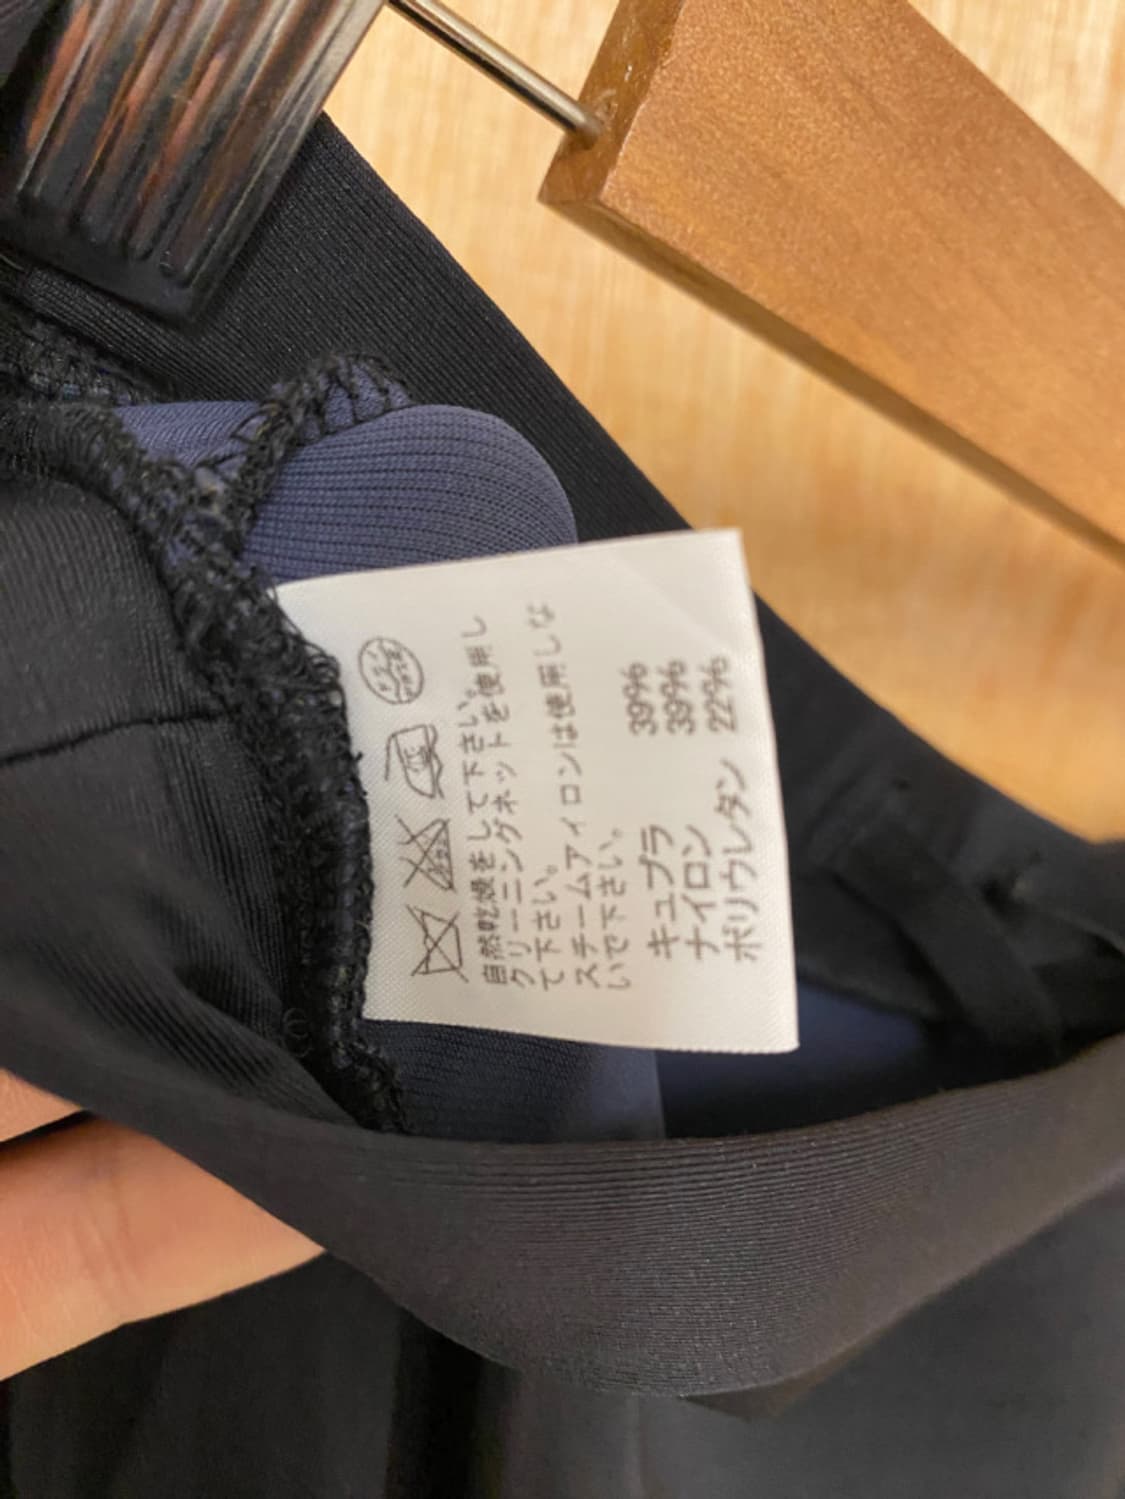 自然乾燥をして下さい。
クリーニングネットを使用し
て下さい。
スチームアイロンは使用しな
いで下さい。
キュプラ 39%
ナイロン 39%
ポリウレタン 22%